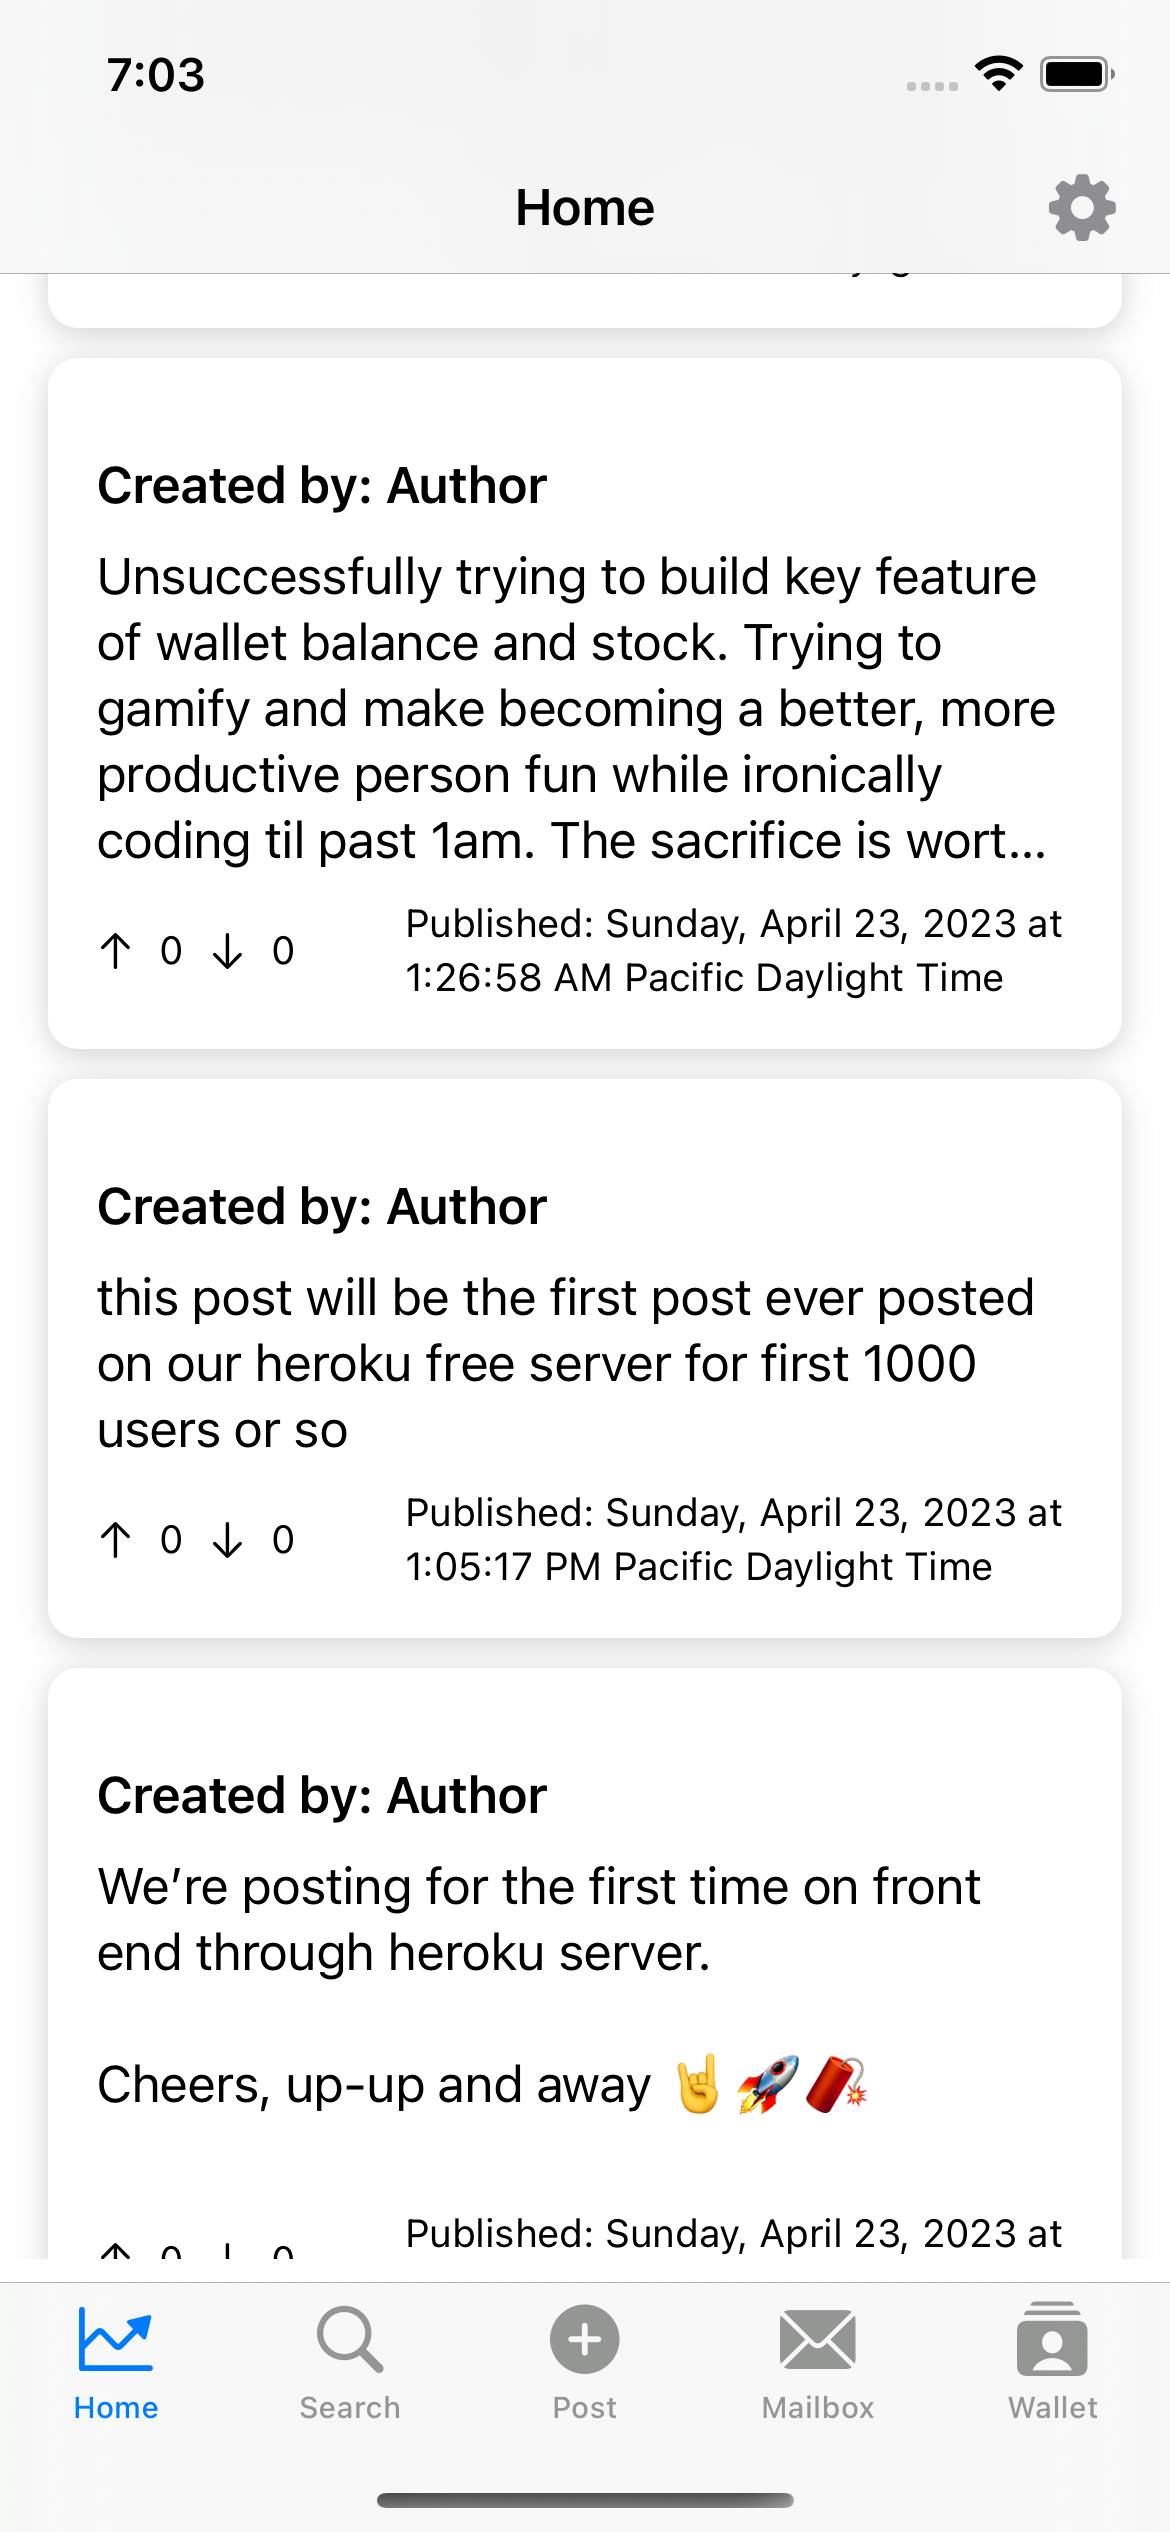 7:03
Home
Created by: Author
Unsuccessfully trying to build key feature
of wallet balance and stock. Trying to
gamify and make becoming a better, more
productive person fun while ironically
coding til past 1am. The sacrifice is wort...
↑ 0 ↓ 0
Published: Sunday, April 23, 2023 at
1:26:58 AM Pacific Daylight Time
Created by: Author
this post will be the first post ever posted
on our heroku free server for first 1000
users or so
↑ 0 ↓ 0
Published: Sunday, April 23, 2023 at
1:05:17 PM Pacific Daylight Time
Created by: Author
We’re posting for the first time on front
end through heroku server.
Cheers, up-up and away 🤘🚀🧨
Published: Sunday, April 23, 2023 at
Home
Search
Post
Mailbox
Wallet